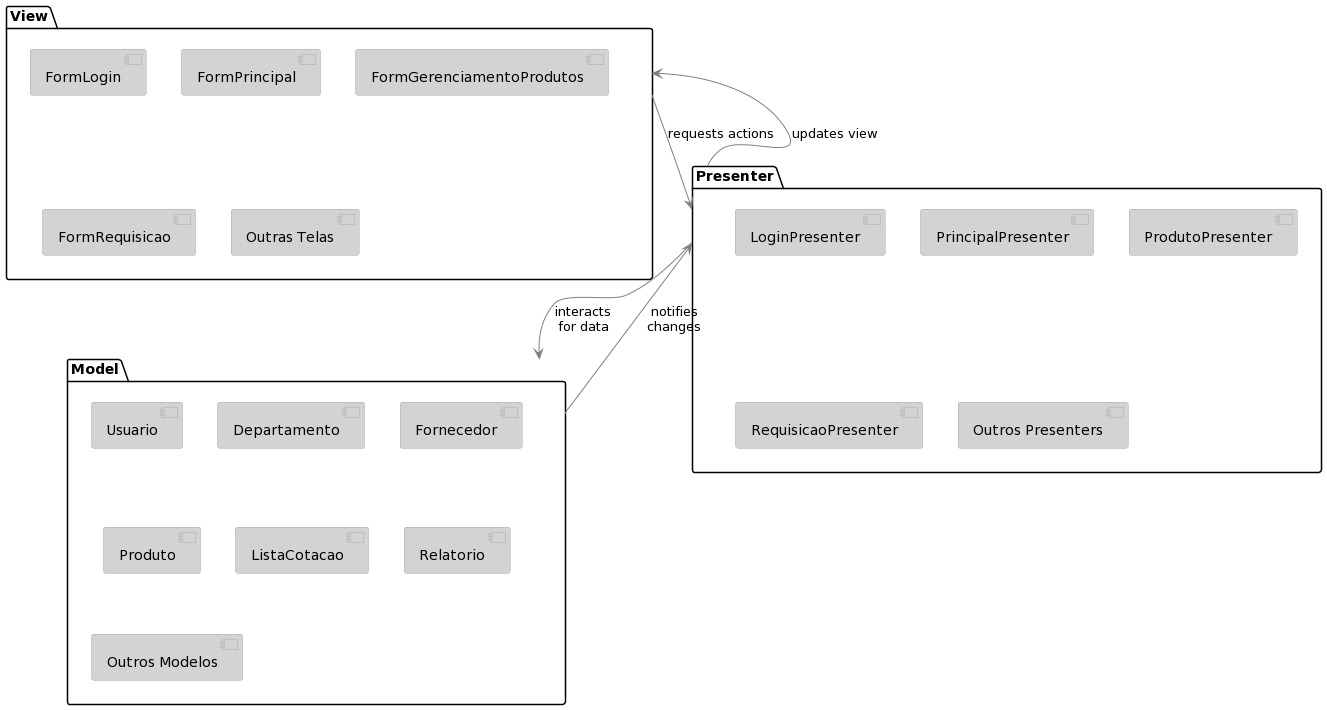 View
FormLogin
FormPrincipal
FormGerenciamentoProdutos
FormRequisicao
Outras Telas
requests actions
updates view
Presenter
LoginPresenter
PrincipalPresenter
ProdutoPresenter
RequisicaoPresenter
Outros Presenters
interacts
for data
notifies
changes
Model
Usuario
Departamento
Fornecedor
Produto
ListaCotacao
Relatorio
Outros Modelos